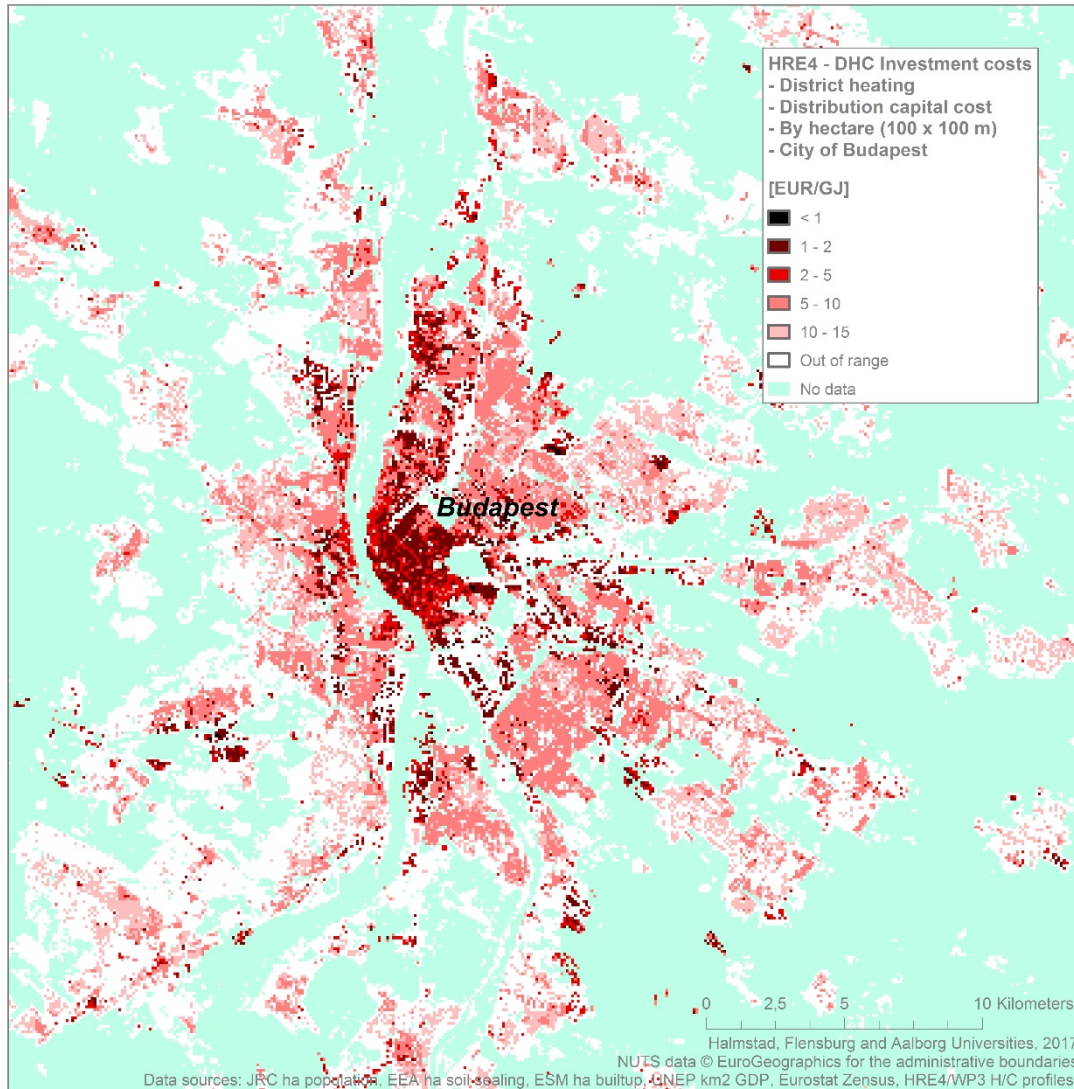 HRE4 - DHC Investment costs
- District heating
- Distribution capital cost
- By hectare (100 x 100 m)
- City of Budapest
[EUR/GJ]
< 1
1 - 2
2 - 5
5 - 10
10 - 15
Out of range
No data
Budapest
0 2,5 5 10 Kilometers
Halmstad, Flensburg and Aalborg Universities, 2017
NUTS data © EuroGeographics for the administrative boundaries
Data sources: JRC ha population, EEA ha soil sealing, ESM ha builtup, UNEP km2 GDP, Eurostat Zensus, HRE4/WP3 H/C profiles